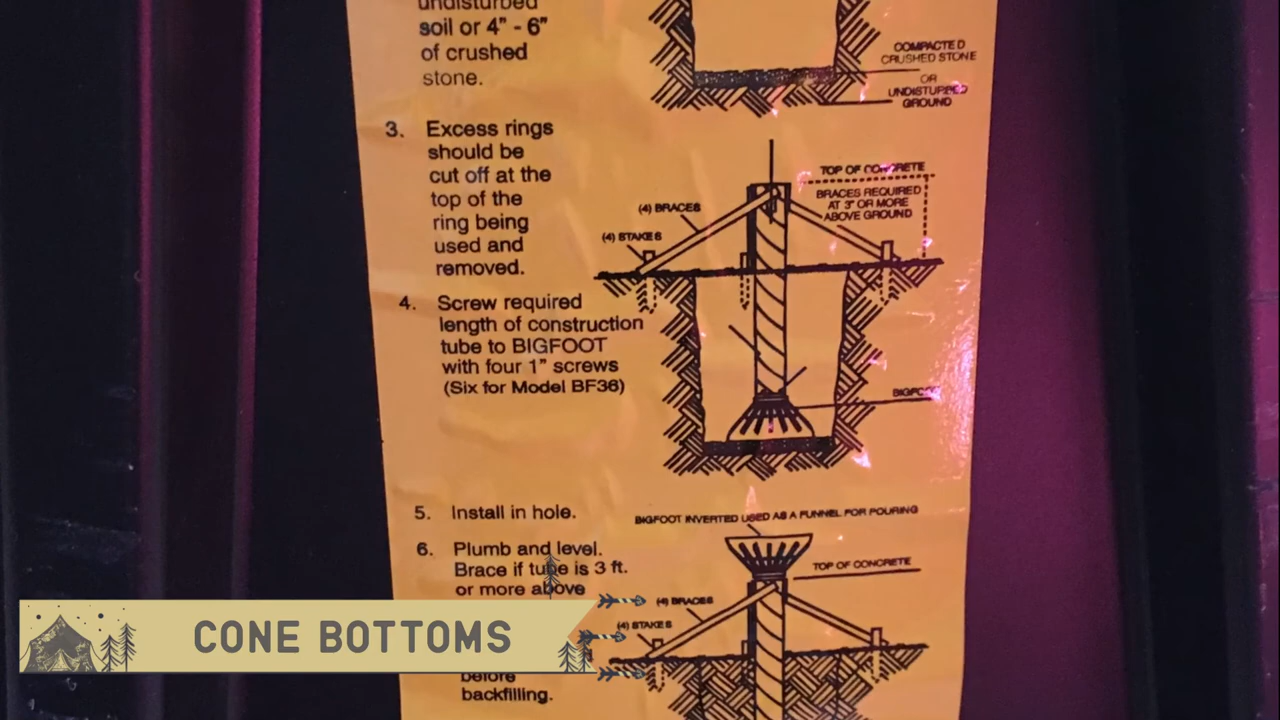 undisturbed
soil or 4” - 6”
of crushed
stone.
COMPACTED
CRUSHED STONE
OR
UNDISTURBED
GROUND
3. Excess rings
should be
cut off at the
top of the
ring being
used and
removed.
TOP OF CONCRETE
BRACES REQUIRED
AT 3' OR MORE
ABOVE GROUND
(4) BRACES
(4) STAKES
4. Screw required
length of construction
tube to BIGFOOT
with four 1” screws
(Six for Model BF36)
BIGFOOT
5. Install in hole.
BIGFOOT INVERTED USED AS A FUNNEL FOR POURING
6. Plumb and level.
Brace if tube is 3 ft.
or more above
TOP OF CONCRETE
(4) BRACES
(4) STAKES
before
backfilling.
CONE BOTTOMS